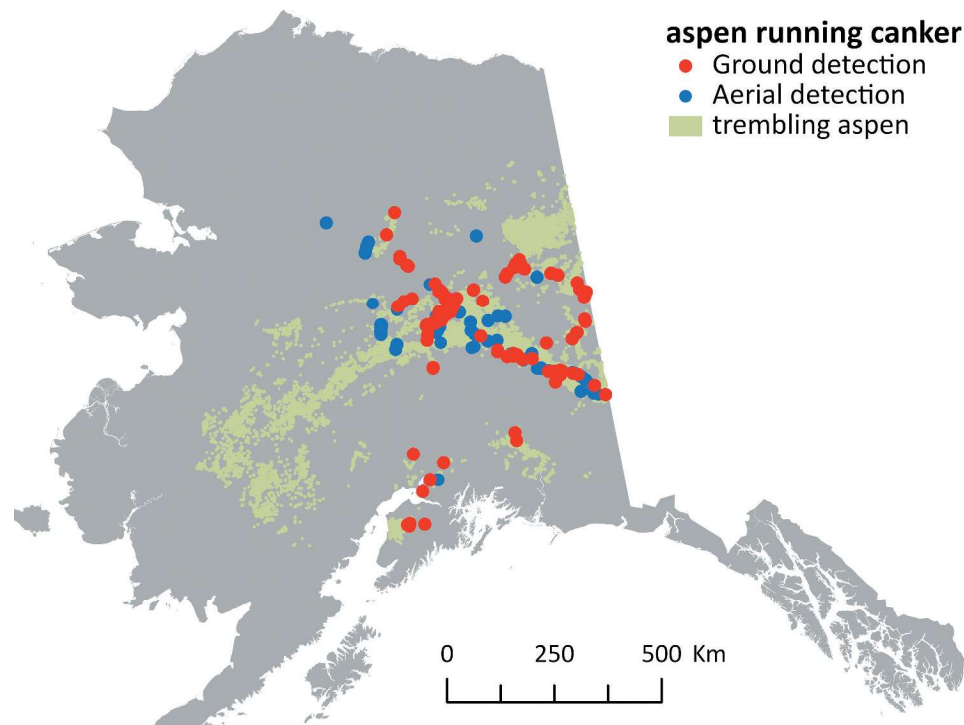 aspen running canker
Ground detection
Aerial detection
trembling aspen
0 250 500 Km